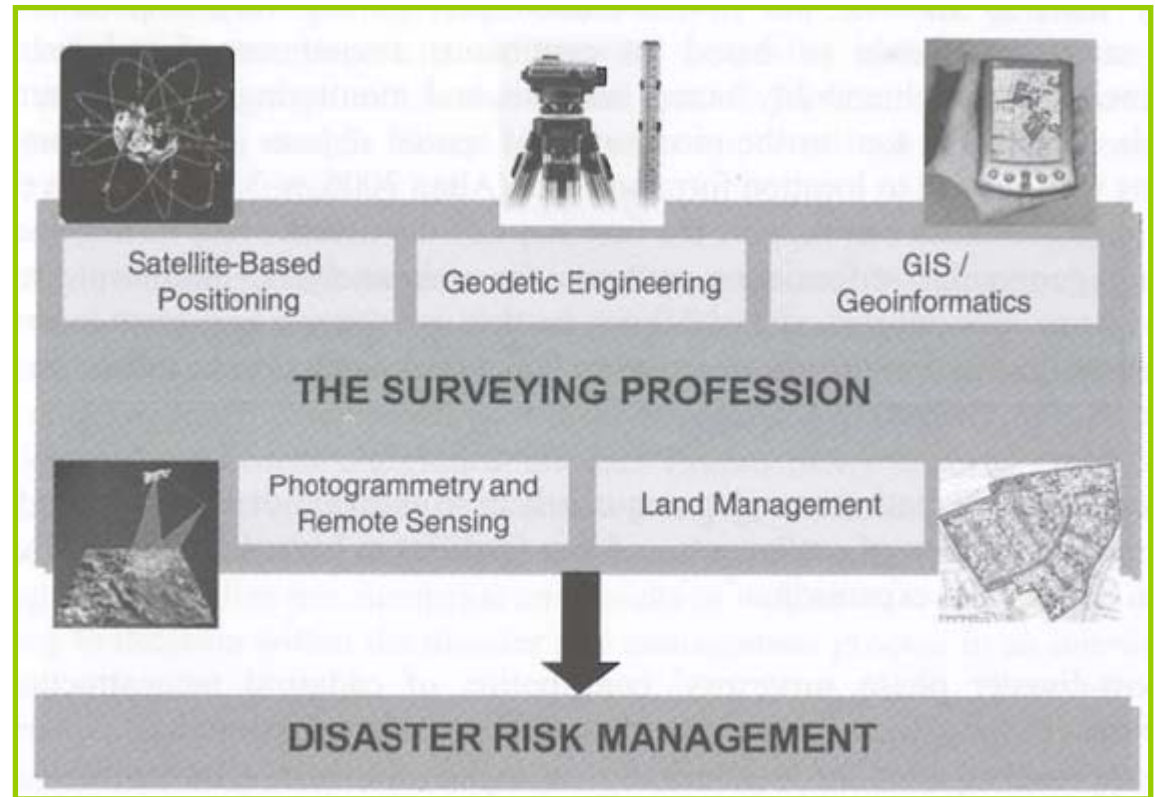 Satellite-Based
Positioning
Geodetic Engineering
GIS /
Geoinformatics
THE SURVEYING PROFESSION
Photogrammetry and
Remote Sensing
Land Management
DISASTER RISK MANAGEMENT